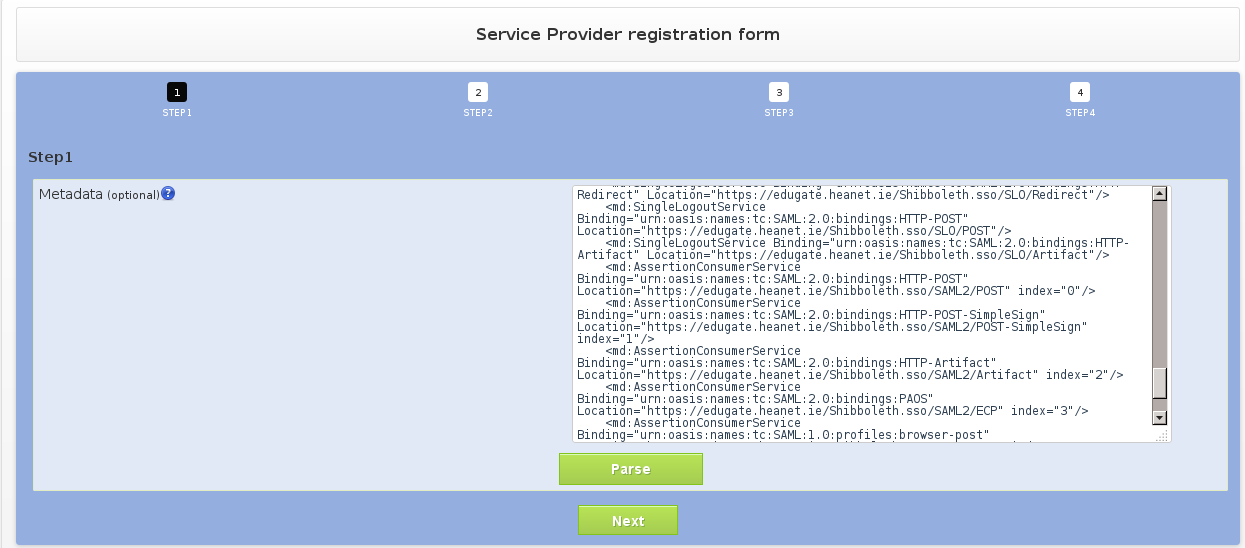 Service Provider registration form
1
2
3
4
STEP1
STEP2
STEP3
STEP4
Step1
Metadata (optional)?
Redirect" Location="https://edugate.heanet.ie/Shibboleth.sso/SLO/Redirect"/>
<md:SingleLogoutService
Binding="urn:oasis:names:tc:SAML:2.0:bindings:HTTP-POST"
Location="https://edugate.heanet.ie/Shibboleth.sso/SLO/POST"/>
<md:SingleLogoutService Binding="urn:oasis:names:tc:SAML:2.0:bindings:HTTP-
Artifact" Location="https://edugate.heanet.ie/Shibboleth.sso/SLO/Artifact"/>
<md:AssertionConsumerService
Binding="urn:oasis:names:tc:SAML:2.0:bindings:HTTP-POST"
Location="https://edugate.heanet.ie/Shibboleth.sso/SAML2/POST" index="0"/>
<md:AssertionConsumerService
Binding="urn:oasis:names:tc:SAML:2.0:bindings:HTTP-POST-SimpleSign"
Location="https://edugate.heanet.ie/Shibboleth.sso/SAML2/POST-SimpleSign"
index="1"/>
<md:AssertionConsumerService
Binding="urn:oasis:names:tc:SAML:2.0:bindings:HTTP-Artifact"
Location="https://edugate.heanet.ie/Shibboleth.sso/SAML2/Artifact" index="2"/>
<md:AssertionConsumerService
Binding="urn:oasis:names:tc:SAML:2.0:bindings:PAOS"
Location="https://edugate.heanet.ie/Shibboleth.sso/SAML2/ECP" index="3"/>
<md:AssertionConsumerService
Binding="urn:oasis:names:tc:SAML:1.0:profiles:browser-post"
Parse
Next